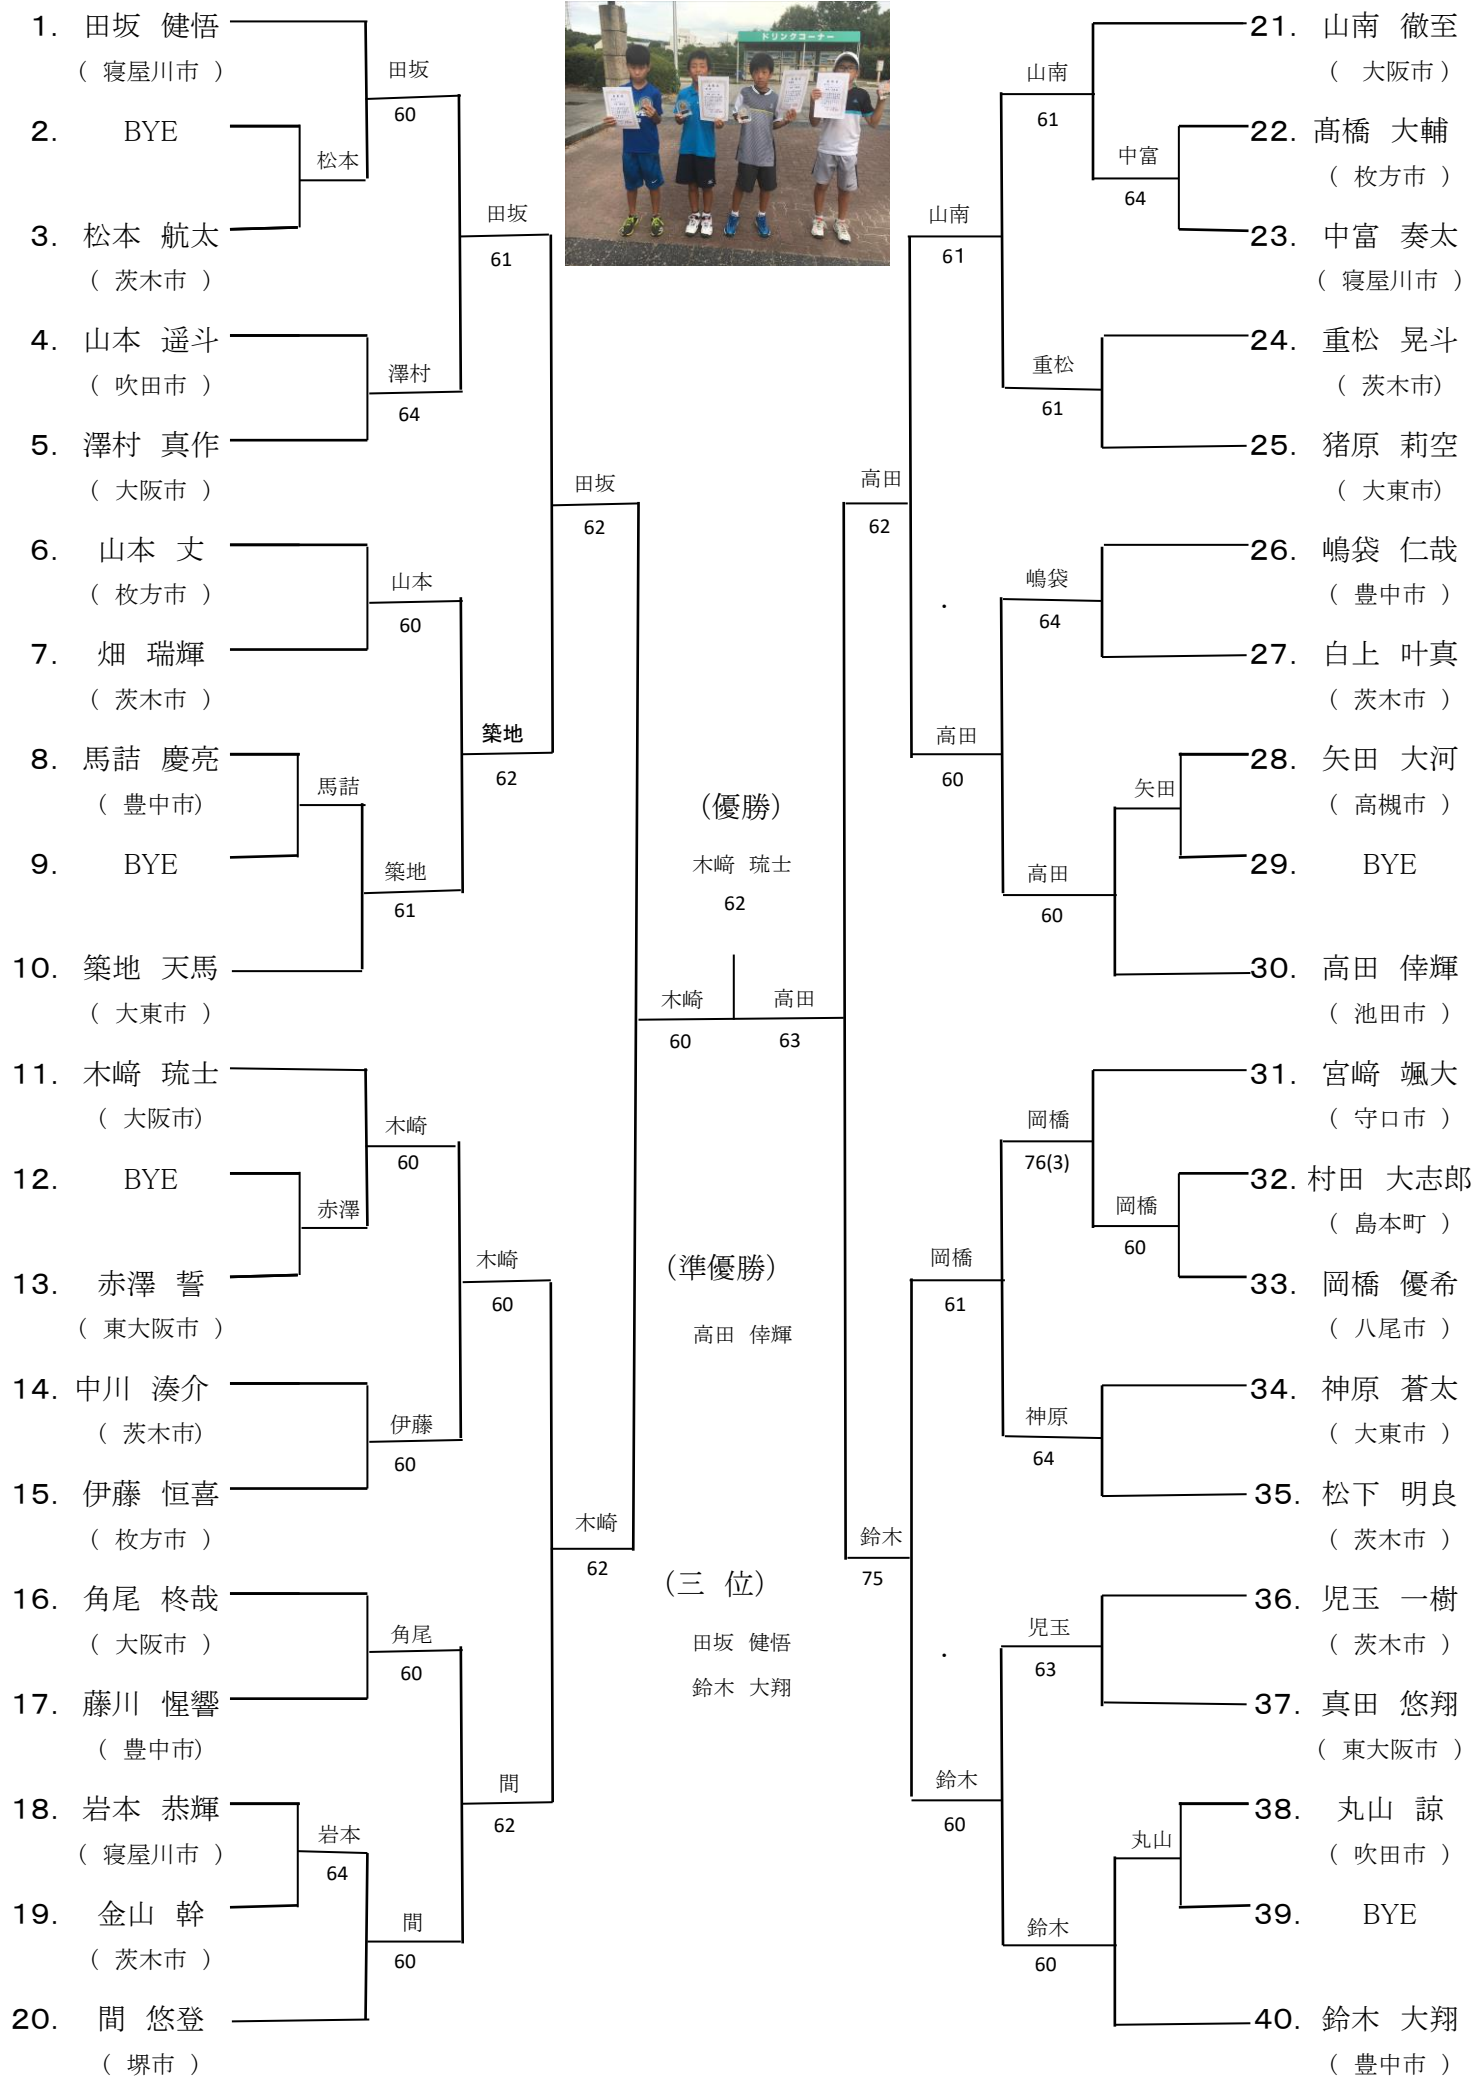 1. 田坂 健悟
( 寝屋川市 )
2. BYE
3. 松本 航太
( 茨木市 )
4. 山本 遥斗
( 吹田市 )
5. 澤村 真作
( 大阪市 )
6. 山本 丈
( 枚方市 )
7. 畑 瑞輝
( 茨木市 )
8. 馬詰 慶亮
( 豊中市)
9. BYE
10. 築地 天馬
( 大東市 )
11. 木﨑 琉士
( 大阪市)
12. BYE
13. 赤澤 誓
( 東大阪市 )
14. 中川 湊介
( 茨木市)
15. 伊藤 恒喜
( 枚方市 )
16. 角尾 柊哉
( 大阪市 )
17. 藤川 惺響
( 豊中市)
18. 岩本 恭輝
( 寝屋川市 )
19. 金山 幹
( 茨木市 )
20. 間 悠登
( 堺市 )
松本
馬詰
赤澤
岩本
64
田坂
60
澤村
64
山本
60
築地
61
木崎
60
伊藤
60
角尾
60
間
60
田坂
61
築地
62
木崎
60
間
62
田坂
62
木崎
62
ドリンクコーナー
(優勝)
木﨑 琉士
62
木崎
60
高田
63
(準優勝)
高田 倖輝
(三 位)
田坂 健悟
鈴木 大翔
高田
62
鈴木
75
山南
61
高田
60
岡橋
61
鈴木
60
山南
61
重松
61
嶋袋
64
高田
60
岡橋
76(3)
神原
64
児玉
63
鈴木
60
中富
64
矢田
岡橋
60
丸山
21. 山南 徹至
( 大阪市 )
22. 髙橋 大輔
( 枚方市 )
23. 中富 奏太
( 寝屋川市 )
24. 重松 晃斗
( 茨木市)
25. 猪原 莉空
( 大東市)
26. 嶋袋 仁哉
( 豊中市 )
27. 白上 叶真
( 茨木市 )
28. 矢田 大河
( 高槻市 )
29. BYE
30. 高田 倖輝
( 池田市 )
31. 宮﨑 颯大
( 守口市 )
32. 村田 大志郎
( 島本町 )
33. 岡橋 優希
( 八尾市 )
34. 神原 蒼太
( 大東市 )
35. 松下 明良
( 茨木市 )
36. 児玉 一樹
( 茨木市 )
37. 真田 悠翔
( 東大阪市 )
38. 丸山 諒
( 吹田市 )
39. BYE
40. 鈴木 大翔
( 豊中市 )